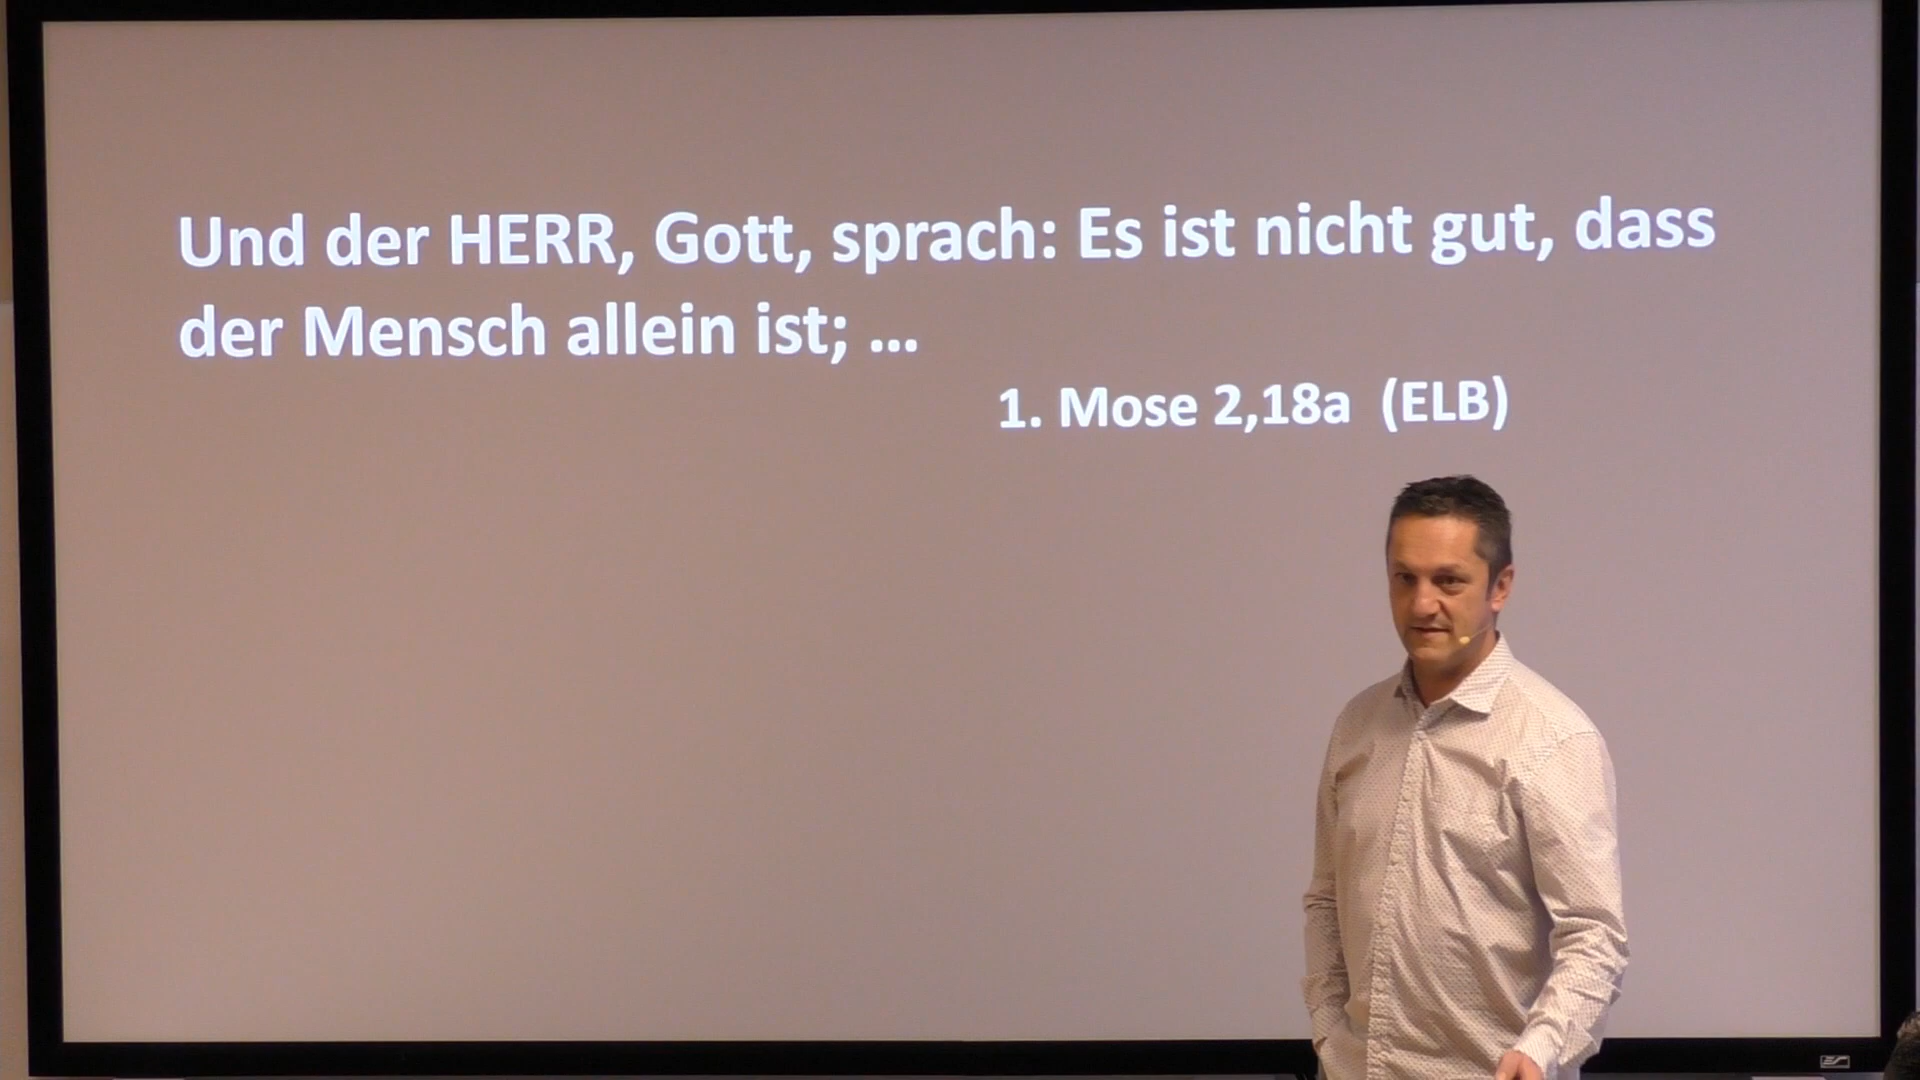 Und der HERR, Gott, sprach: Es ist nicht gut, dass
der Mensch allein ist; ...
1. Mose 2,18a (ELB)